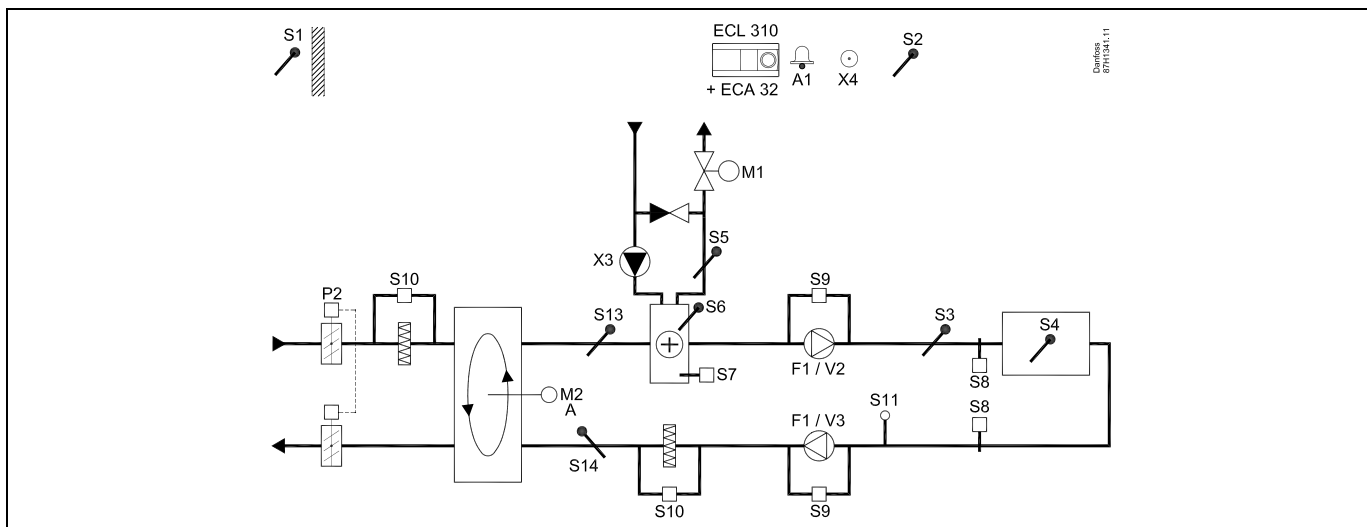 S1
ECL 310
+ ECA 32
A1
X4
S2
Danfoss
87H1341.11
M1
S5
X3
S10
P2
S13
S6
S9
S3
S4
F1 / V2
S7
S8
M2
A
S11
S8
F1 / V3
S14
S10
S9